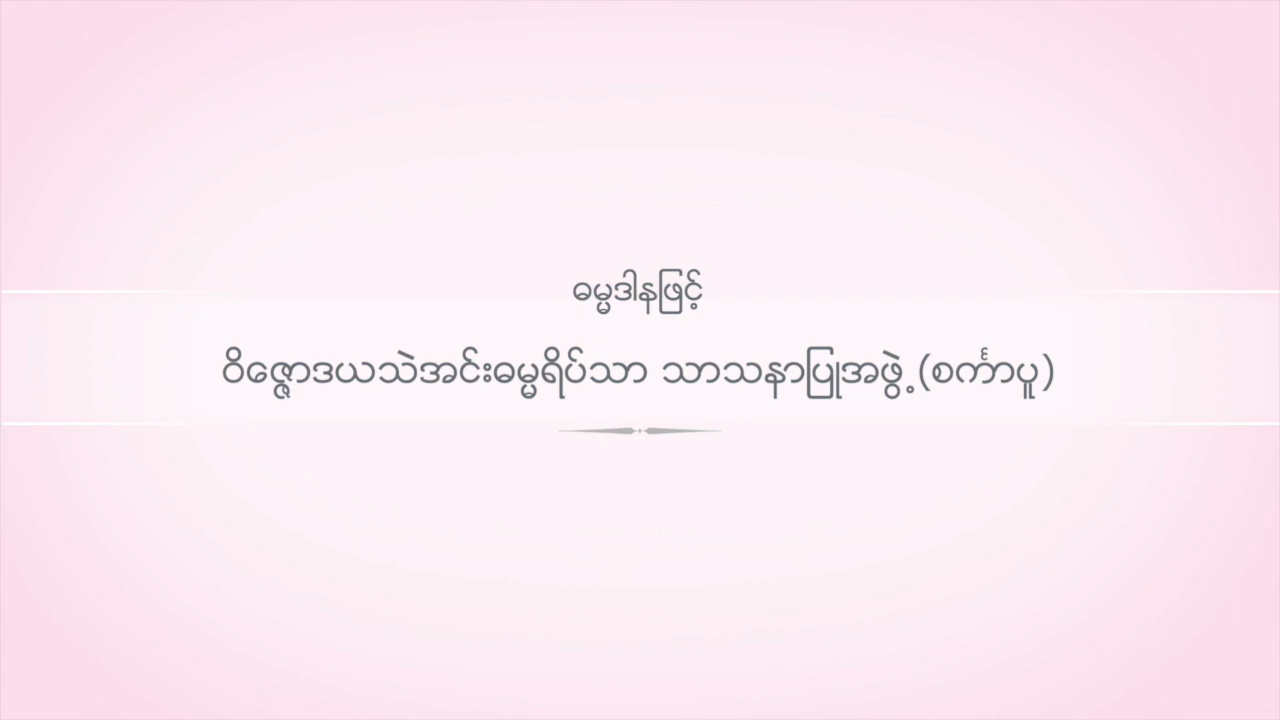 ဓမ္မဒါနဖြင့်
ဝိဇ္ဇောဒယသဲအင်းဓမ္မရိပ်သာ သာသနာပြုအဖွဲ့(စင်္ကာပူ)